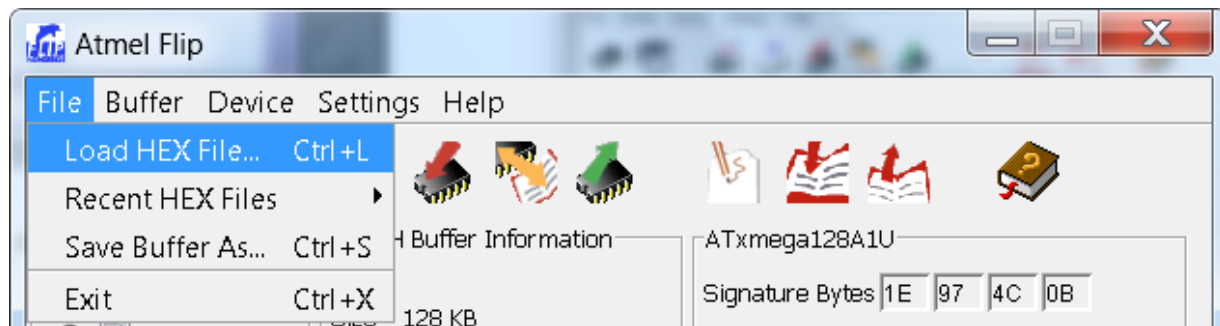 Atmel Flip
File Buffer Device Settings Help
Load HEX File... Ctrl+L
Recent HEX Files
Save Buffer As... Ctrl+S
Exit Ctrl+X
H Buffer Information
128 KB
ATxmega128A1U
Signature Bytes 1E 97 4C 0B